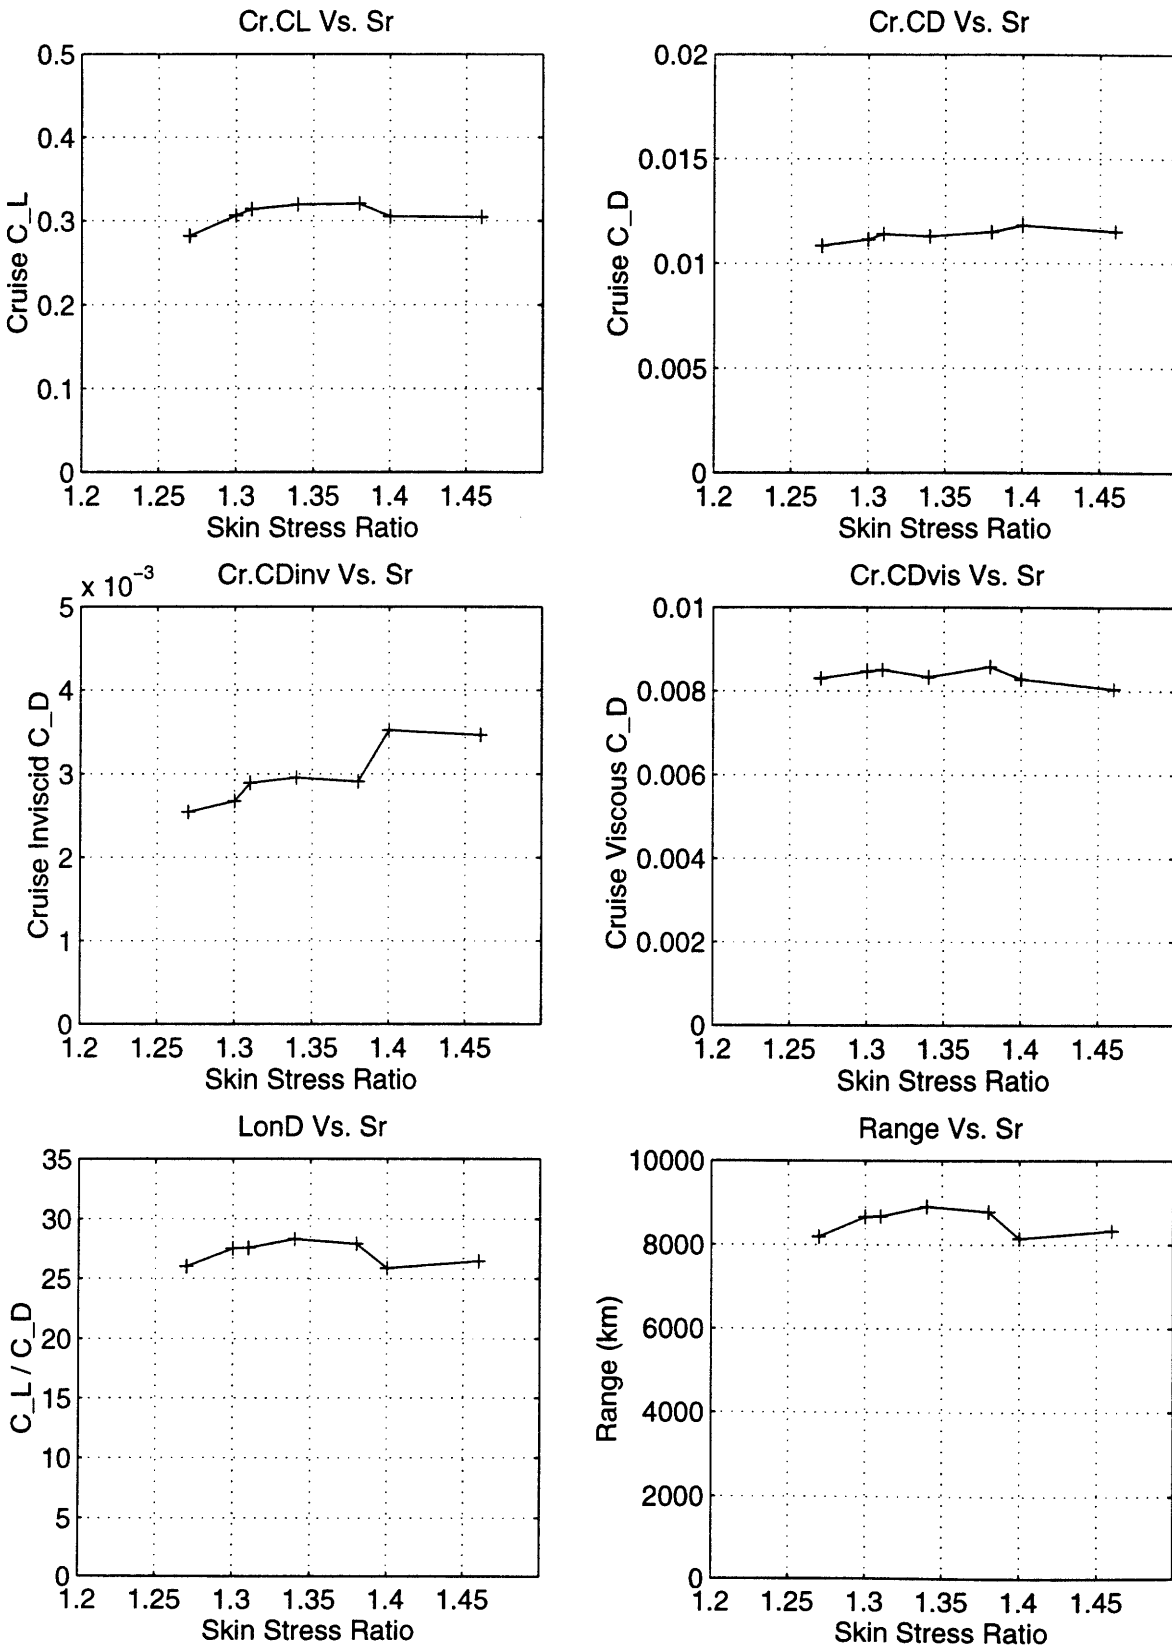 Cr.CL Vs. Sr
0.5
0.4
0.3
0.2
0.1
0
Cruise C_L
1.2 1.25 1.3 1.35 1.4 1.45
Skin Stress Ratio
Cr.CD Vs. Sr
0.02
0.015
0.01
0.005
0
Cruise C_D
1.2 1.25 1.3 1.35 1.4 1.45
Skin Stress Ratio
Cr.CDinv Vs. Sr
x 10⁻³
5
4
3
2
1
0
Cruise Inviscid C_D
1.2 1.25 1.3 1.35 1.4 1.45
Skin Stress Ratio
Cr.CDvis Vs. Sr
0.01
0.008
0.006
0.004
0.002
0
Cruise Viscous C_D
1.2 1.25 1.3 1.35 1.4 1.45
Skin Stress Ratio
LonD Vs. Sr
35
30
25
20
15
10
5
0
C_L / C_D
1.2 1.25 1.3 1.35 1.4 1.45
Skin Stress Ratio
Range Vs. Sr
10000
8000
6000
4000
2000
0
Range (km)
1.2 1.25 1.3 1.35 1.4 1.45
Skin Stress Ratio